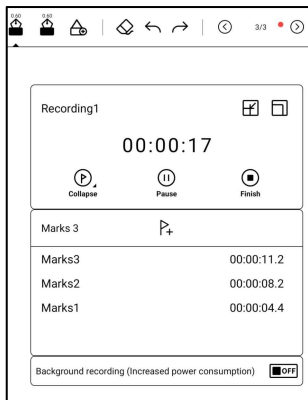 0.60 0.60 3/3
Recording1
00:00:17
Collapse Pause Finish
Marks 3
Marks3 00:00:11.2
Marks2 00:00:08.2
Marks1 00:00:04.4
Background recording (Increased power consumption) OFF